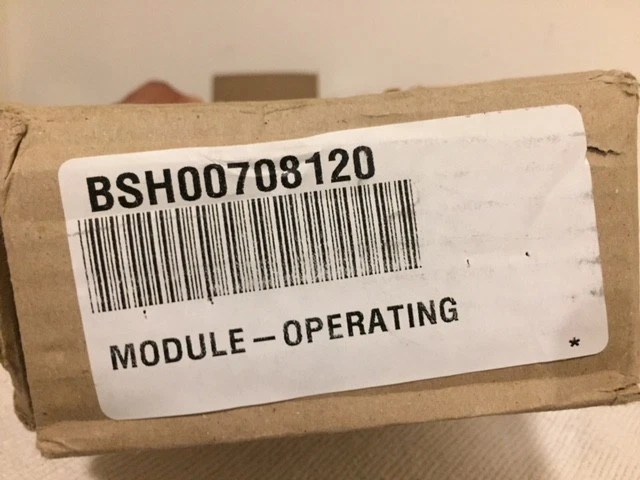 BSH00708120
MODULE-OPERATING
*